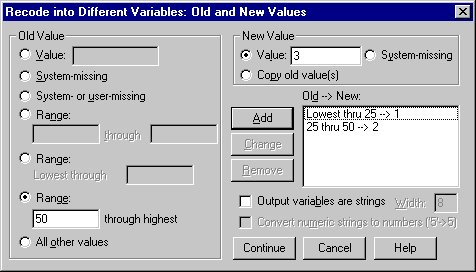 Recode into Different Variables: Old and New Values
Old Value
Value:
System-missing
System- or user-missing
Range:
through
Range:
Lowest through
Range:
50 through highest
All other values
New Value
Value: 3 System-missing
Copy old value(s)
Old --> New:
Add
Change
Remove
Lowest thru 25 --> 1
25 thru 50 --> 2
Output variables are strings Width: 8
Convert numeric strings to numbers ('5'->5)
Continue Cancel Help